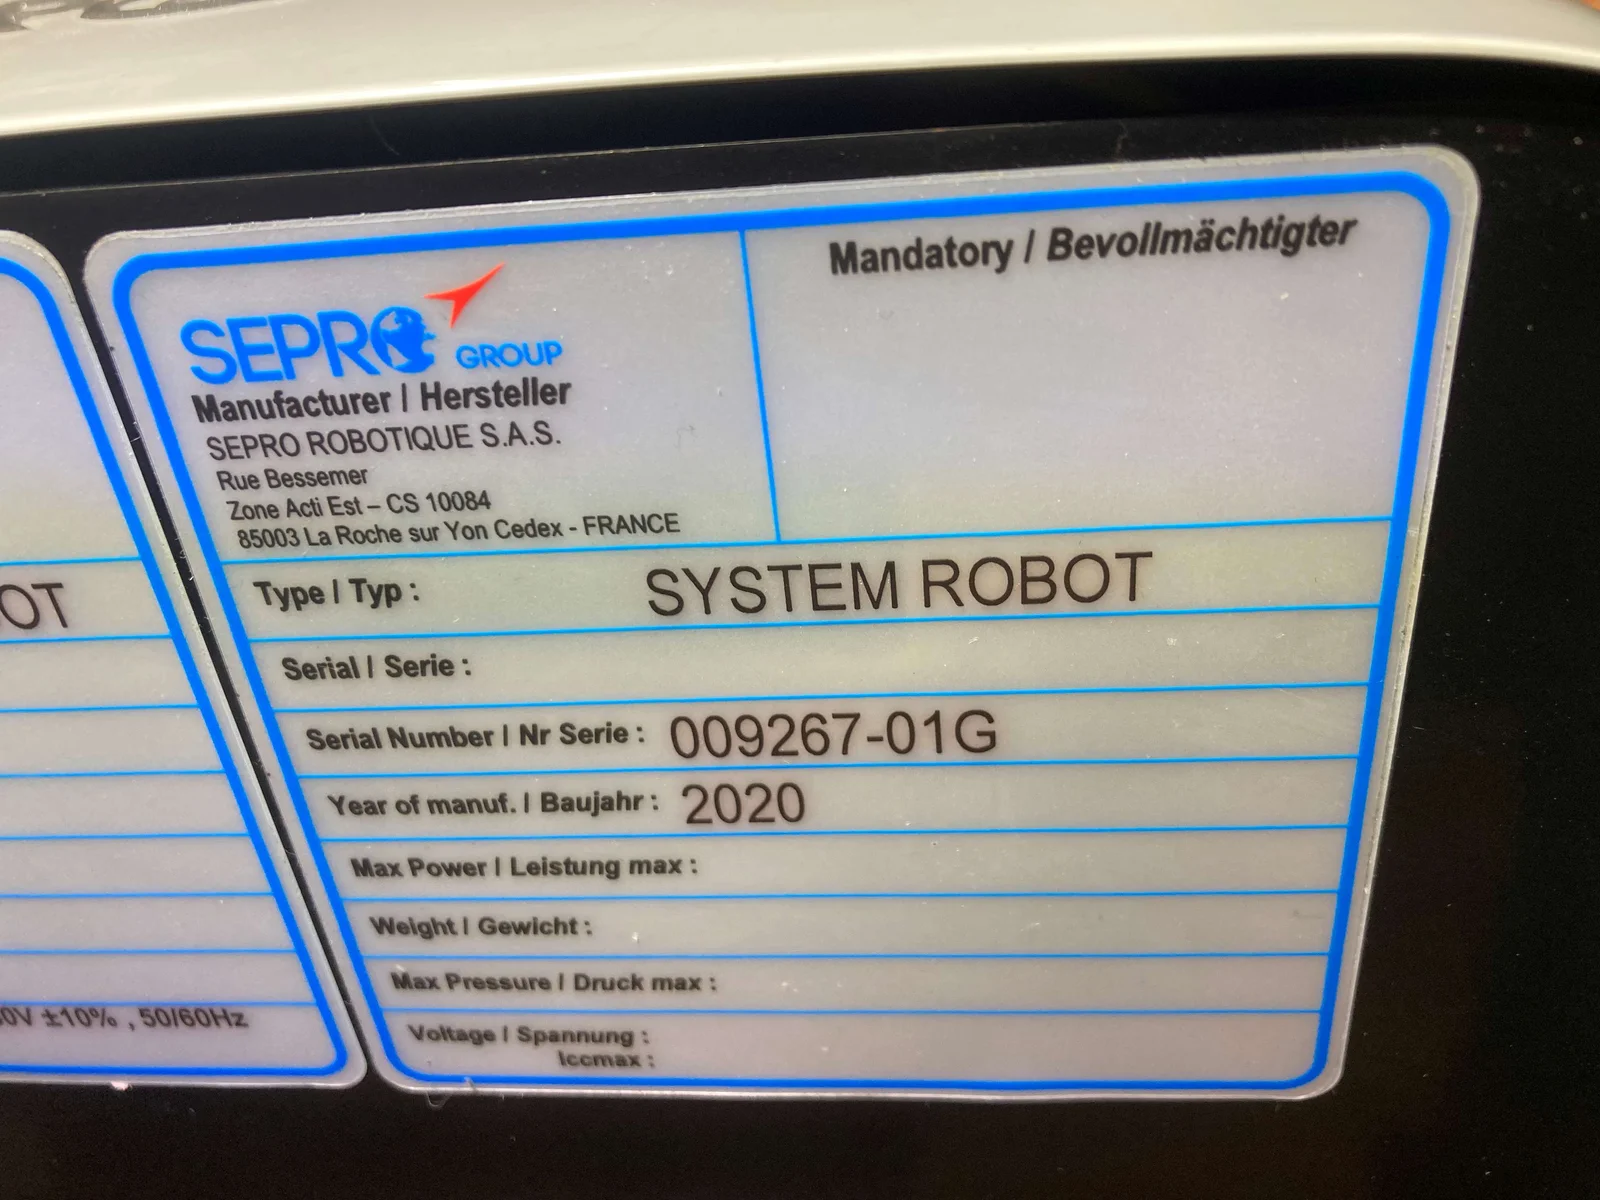 SEPRO GROUP
Manufacturer / Hersteller
SEPRO ROBOTIQUE S.A.S.
Rue Bessemer
Zone Acti Est – CS 10084
85003 La Roche sur Yon Cedex - FRANCE
Mandatory / Bevollmächtigter
Type / Typ : SYSTEM ROBOT
Serial / Serie :
Serial Number / Nr Serie : 009267-01G
Year of manuf. / Baujahr : 2020
Max Power / Leistung max :
Weight / Gewicht :
Max Pressure / Druck max :
Voltage / Spannung :
Iccmax :
OT
0V ±10% , 50/60Hz